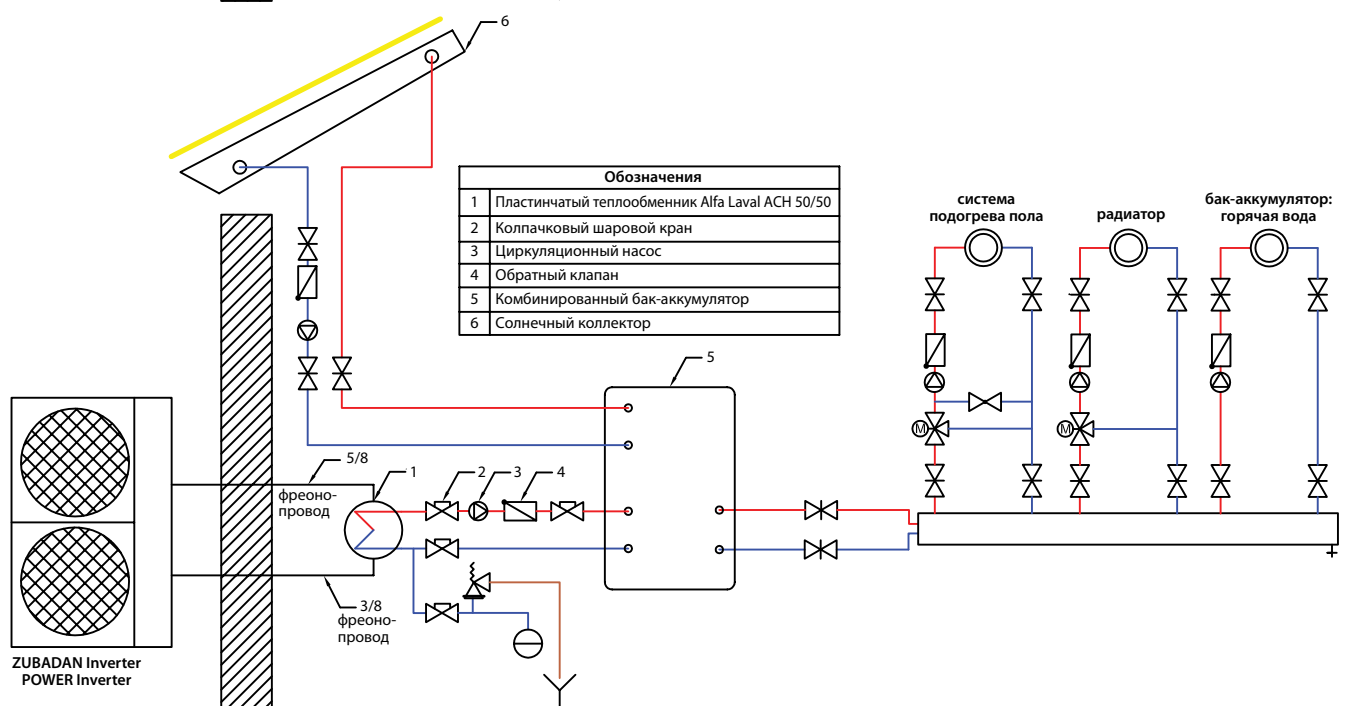 6
Обозначения
1 Пластинчатый теплообменник Alfa Laval ACH 50/50
2 Колпачковый шаровой кран
3 Циркуляционный насос
4 Обратный клапан
5 Комбинированный бак-аккумулятор
6 Солнечный коллектор
система
подогрева пола
радиатор
бак-аккумулятор:
горячая вода
5
M
M
5/8
фреоно-
провод
1
2
3
4
3/8
фреоно-
провод
ZUBADAN Inverter
POWER Inverter